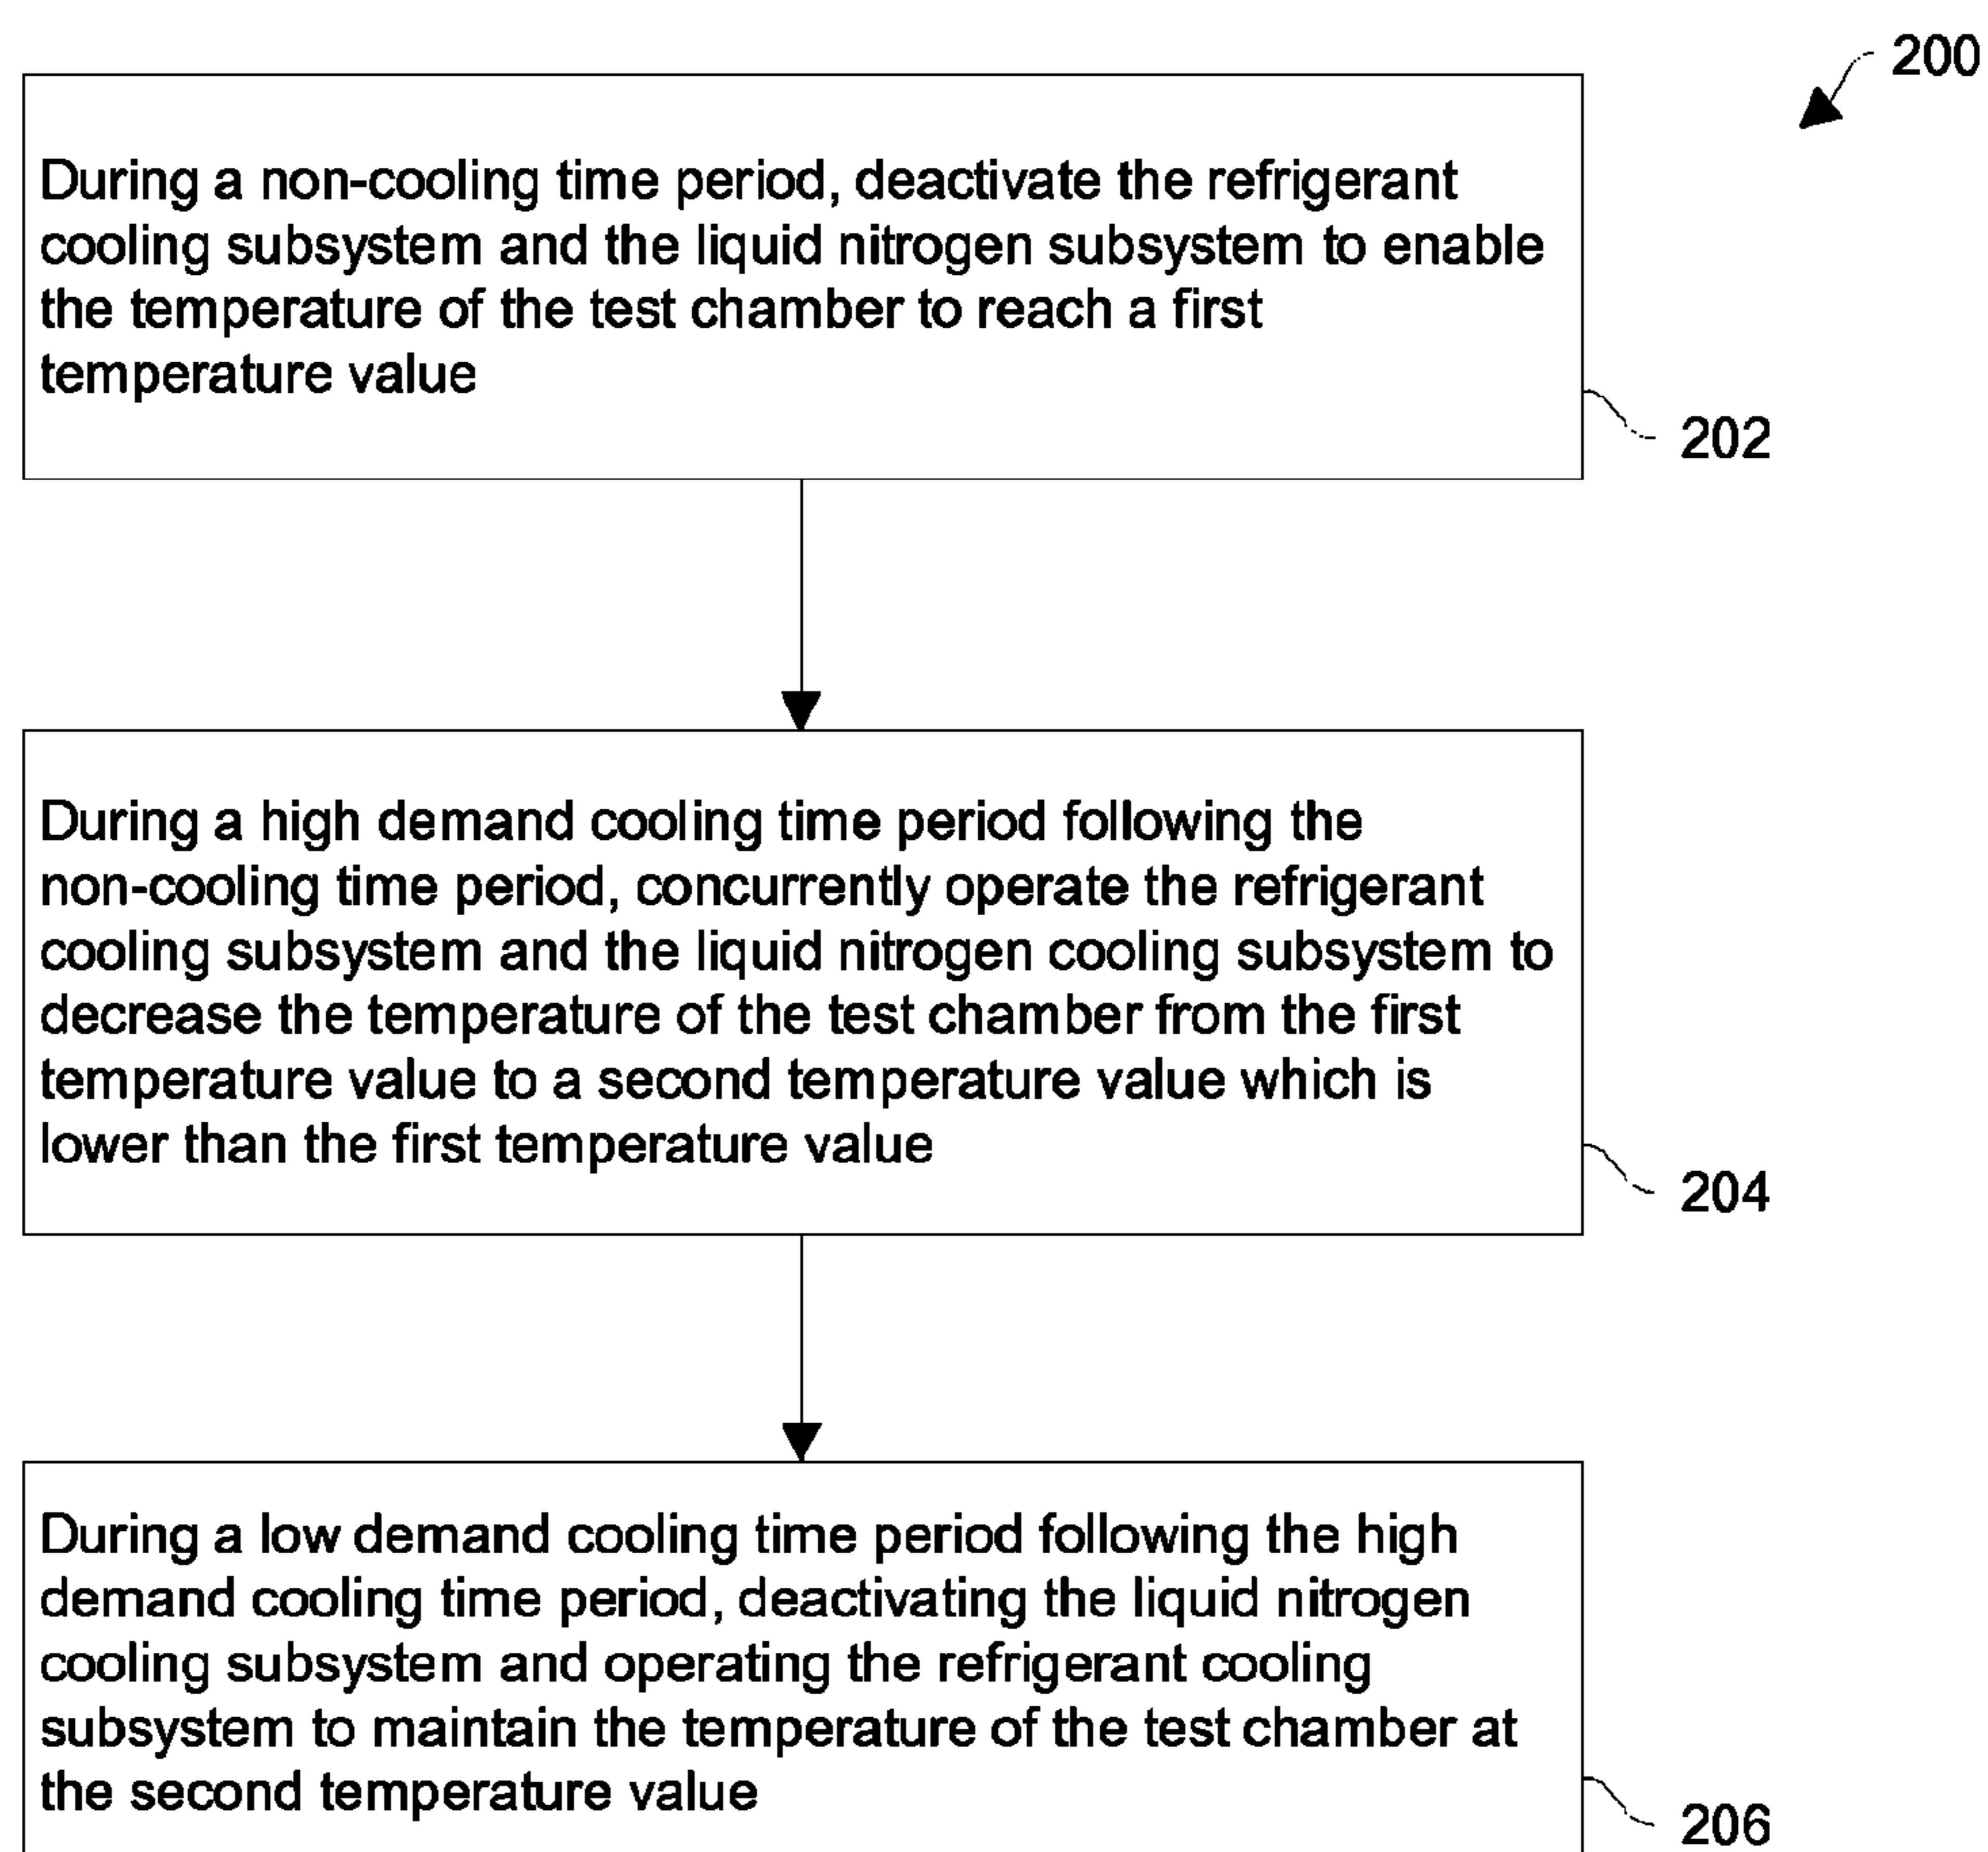 200
During a non-cooling time period, deactivate the refrigerant
cooling subsystem and the liquid nitrogen subsystem to enable
the temperature of the test chamber to reach a first
temperature value
202
During a high demand cooling time period following the
non-cooling time period, concurrently operate the refrigerant
cooling subsystem and the liquid nitrogen cooling subsystem to
decrease the temperature of the test chamber from the first
temperature value to a second temperature value which is
lower than the first temperature value
204
During a low demand cooling time period following the high
demand cooling time period, deactivating the liquid nitrogen
cooling subsystem and operating the refrigerant cooling
subsystem to maintain the temperature of the test chamber at
the second temperature value
206